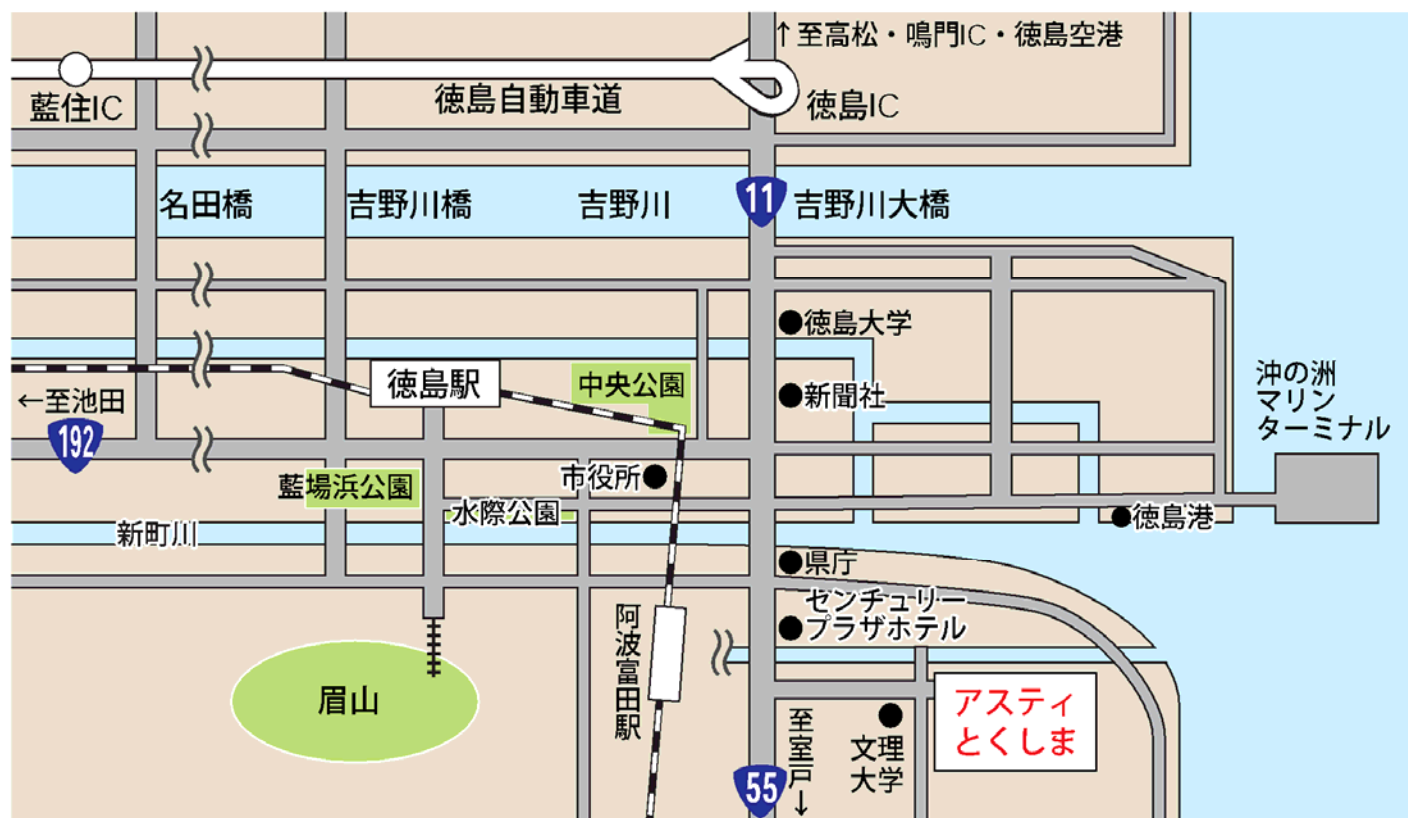 ↑至高松・鳴門IC・徳島空港
藍住IC
徳島自動車道
徳島IC
名田橋
吉野川橋
吉野川
11
吉野川大橋
徳島大学
徳島駅
中央公園
新聞社
←至池田
192
沖の洲
マリン
ターミナル
藍場浜公園
市役所
水際公園
徳島港
新町川
県庁
センチュリー
プラザホテル
阿波富田駅
眉山
アスティ
とくしま
至室戸↓
文理
大学
55